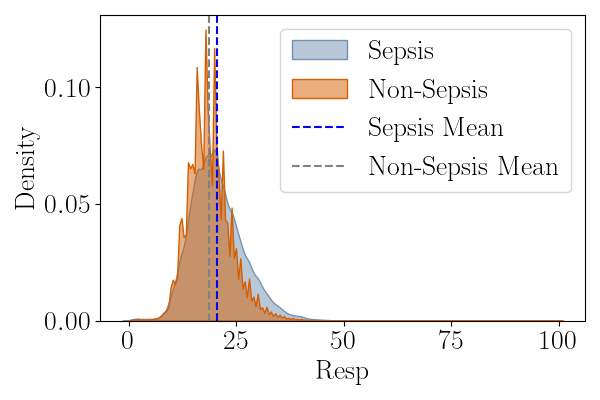 Sepsis
Non-Sepsis
Sepsis Mean
Non-Sepsis Mean
Density
0.10
0.05
0.00
0 25 50 75 100
Resp